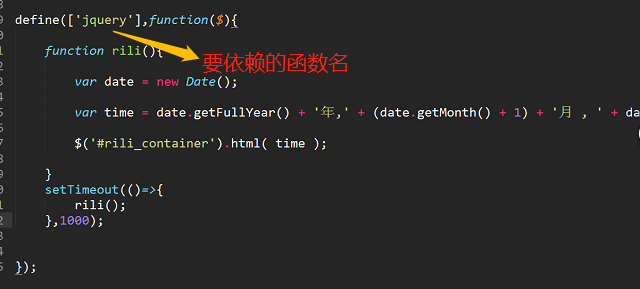 define(['jquery'],function($){
function rili(){
要依赖的函数名
var date = new Date();
var time = date.getFullYear() + '年,' + (date.getMonth() + 1) + '月 , ' + da
$('#rili_container').html( time );
}
setTimeout(()=>{
rili();
},1000);
});